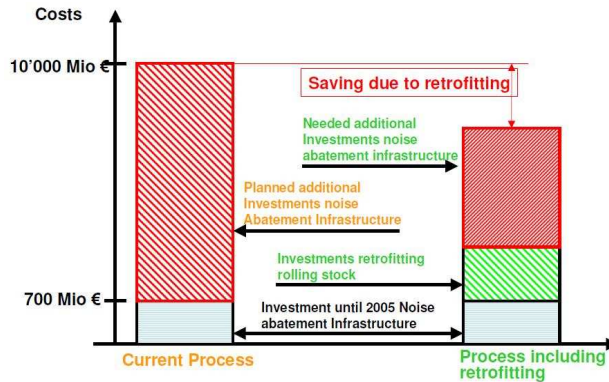 Costs
10'000 Mio €
Saving due to retrofitting
Needed additional
Investments noise
abatement infrastructure
Planned additional
Investments noise
Abatement Infrastructure
Investments retrofitting
rolling stock
700 Mio €
Investment until 2005 Noise
abatement Infrastructure
Current Process
Process including
retrofitting